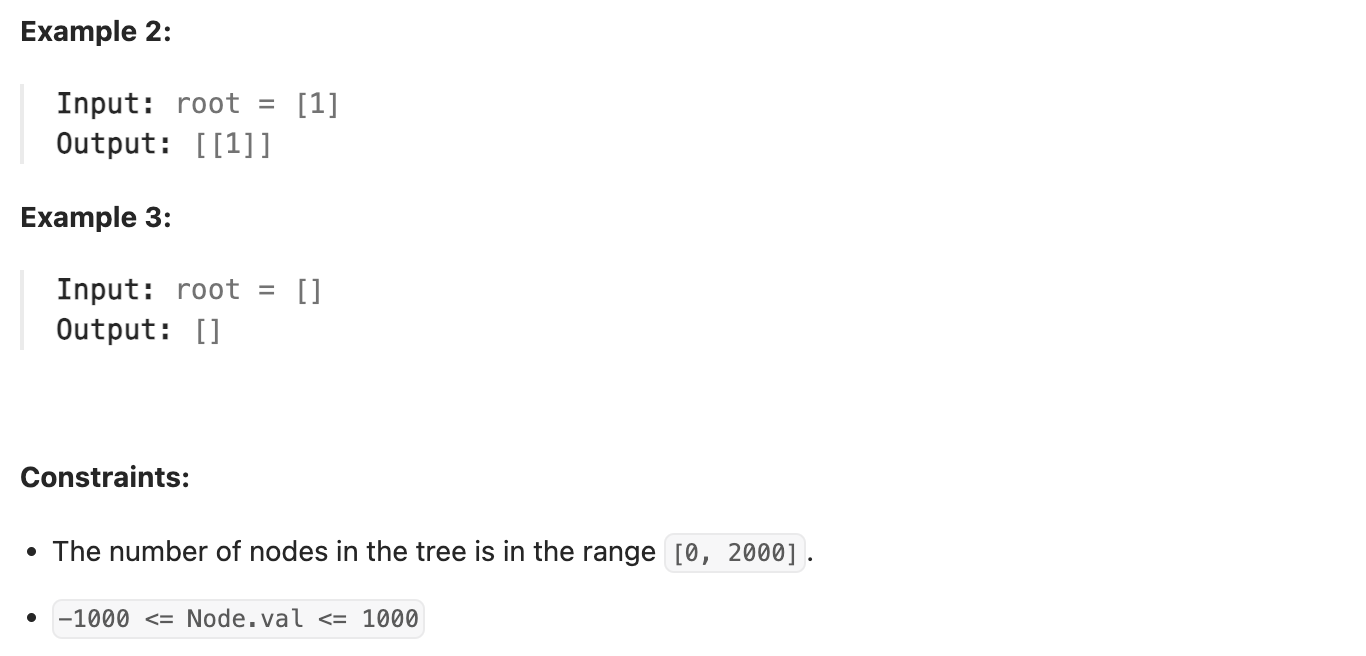 Example 2:
Input: root = [1]
Output: [[1]]
Example 3:
Input: root = []
Output: []
Constraints:
• The number of nodes in the tree is in the range [0, 2000].
• -1000 <= Node.val <= 1000